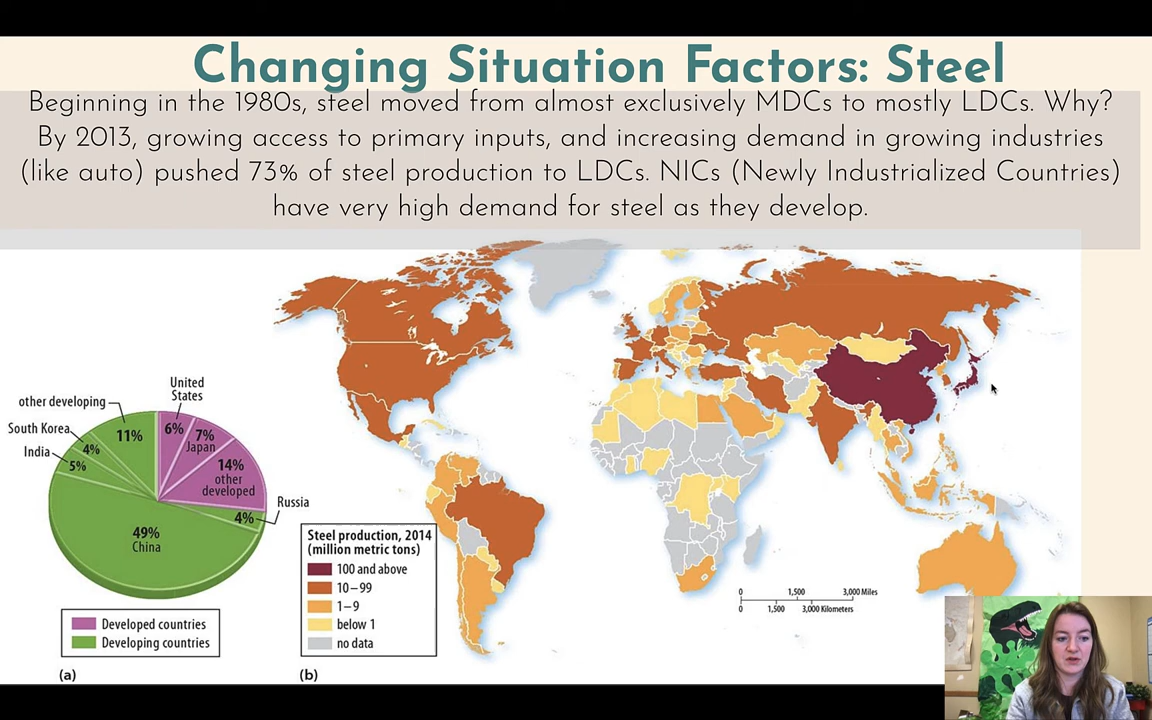 Changing Situation Factors: Steel
Beginning in the 1980s, steel moved from almost exclusively MDCs to mostly LDCs. Why?
By 2013, growing access to primary inputs, and increasing demand in growing industries
(like auto) pushed 73% of steel production to LDCs. NICs (Newly Industrialized Countries)
have very high demand for steel as they develop.
United
States
other developing
South Korea
India
11%
6%
7%
Japan
4%
5%
14%
other
developed
4%
Russia
49%
China
Developed countries
Developing countries
(a)
Steel production, 2014
(million metric tons)
100 and above
10–99
1–9
below 1
no data
(b)
0 1,500 3,000 Miles
0 1,500 3,000 Kilometers